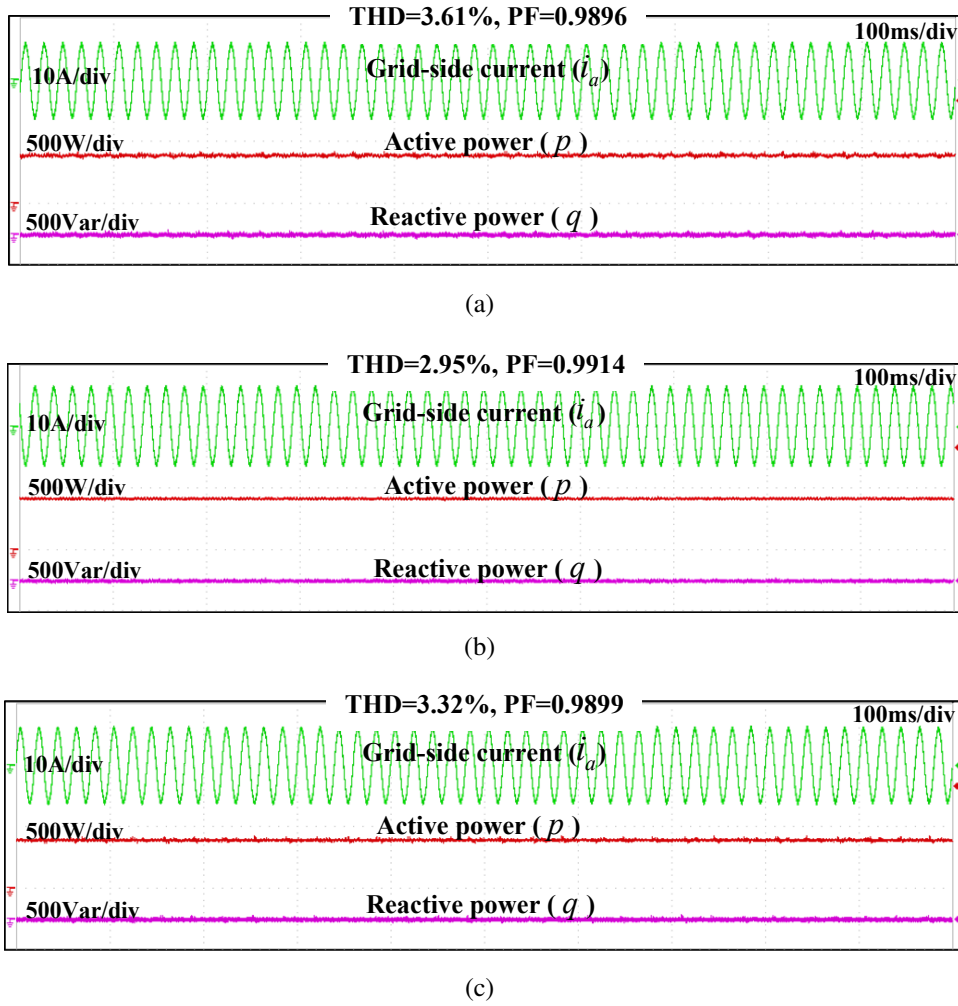 THD=3.61%, PF=0.9896
100ms/div
10A/div
Grid-side current (i_a)
500W/div
Active power ( p )
500Var/div
Reactive power ( q )
(a)
THD=2.95%, PF=0.9914
100ms/div
10A/div
Grid-side current (i_a)
500W/div
Active power ( p )
500Var/div
Reactive power ( q )
(b)
THD=3.32%, PF=0.9899
100ms/div
10A/div
Grid-side current (i_a)
500W/div
Active power ( p )
500Var/div
Reactive power ( q )
(c)